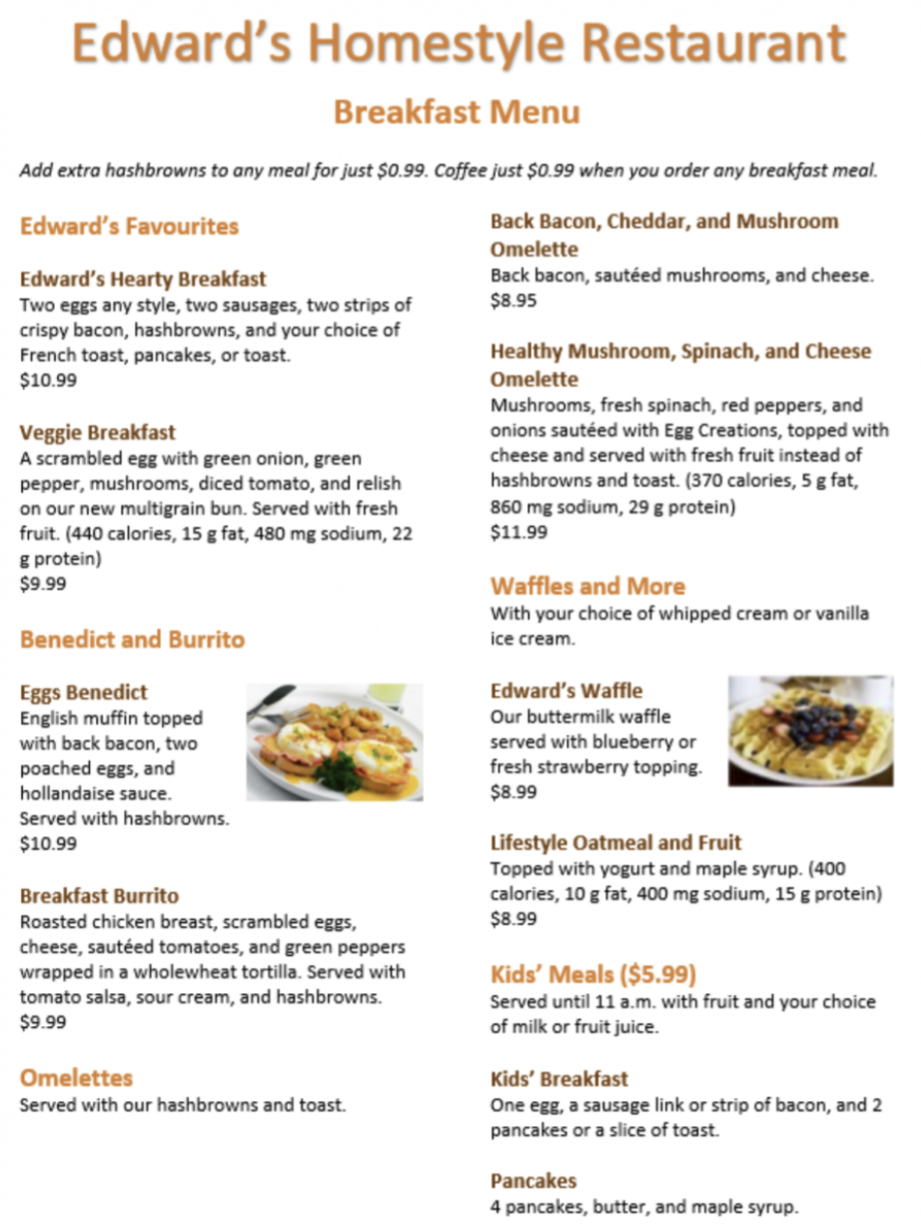 Edward's Homestyle Restaurant
Breakfast Menu
Add extra hashbrowns to any meal for just $0.99. Coffee just $0.99 when you order any breakfast meal.
Edward's Favourites
Edward's Hearty Breakfast
Two eggs any style, two sausages, two strips of
crispy bacon, hashbrowns, and your choice of
French toast, pancakes, or toast.
$10.99
Veggie Breakfast
A scrambled egg with green onion, green
pepper, mushrooms, diced tomato, and relish
on our new multigrain bun. Served with fresh
fruit. (440 calories, 15 g fat, 480 mg sodium, 22
g protein)
$9.99
Benedict and Burrito
Eggs Benedict
English muffin topped
with back bacon, two
poached eggs, and
hollandaise sauce.
Served with hashbrowns.
$10.99
Breakfast Burrito
Roasted chicken breast, scrambled eggs,
cheese, sautéed tomatoes, and green peppers
wrapped in a wholewheat tortilla. Served with
tomato salsa, sour cream, and hashbrowns.
$9.99
Omelettes
Served with our hashbrowns and toast.
Back Bacon, Cheddar, and Mushroom
Omelette
Back bacon, sautéed mushrooms, and cheese.
$8.95
Healthy Mushroom, Spinach, and Cheese
Omelette
Mushrooms, fresh spinach, red peppers, and
onions sautéed with Egg Creations, topped with
cheese and served with fresh fruit instead of
hashbrowns and toast. (370 calories, 5 g fat,
860 mg sodium, 29 g protein)
$11.99
Waffles and More
With your choice of whipped cream or vanilla
ice cream.
Edward's Waffle
Our buttermilk waffle
served with blueberry or
fresh strawberry topping.
$8.99
Lifestyle Oatmeal and Fruit
Topped with yogurt and maple syrup. (400
calories, 10 g fat, 400 mg sodium, 15 g protein)
$8.99
Kids' Meals ($5.99)
Served until 11 a.m. with fruit and your choice
of milk or fruit juice.
Kids' Breakfast
One egg, a sausage link or strip of bacon, and 2
pancakes or a slice of toast.
Pancakes
4 pancakes, butter, and maple syrup.